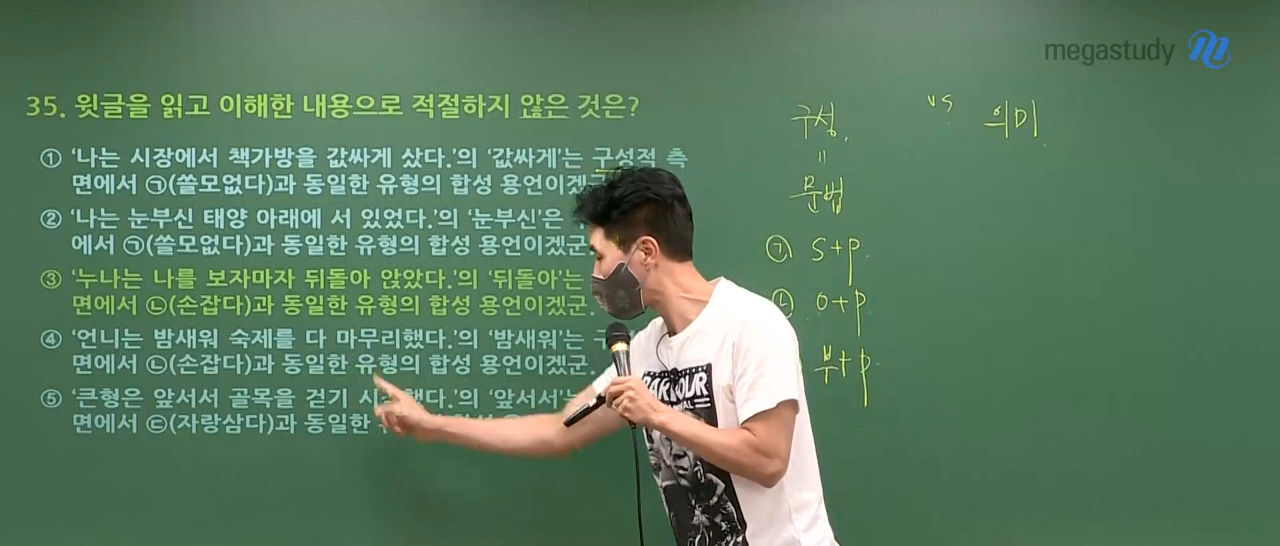 megastudy
35. 윗글을 읽고 이해한 내용으로 적절하지 않은 것은?
① ‘나는 시장에서 책가방을 값싸게 샀다.’의 ‘값싸게’는 구성적 측
면에서 ㉠(쓸모없다)과 동일한 유형의 합성 용언이겠군
② ‘나는 눈부신 태양 아래에 서 있었다.’의 ‘눈부신’은
에서 ㉠(쓸모없다)과 동일한 유형의 합성 용언이겠군.
③ ‘누나는 나를 보자마자 뒤돌아 앉았다.’의 ‘뒤돌아’는
면에서 ㉡(손잡다)과 동일한 유형의 합성 용언이겠군.
④ ‘언니는 밤새워 숙제를 다 마무리했다.’의 ‘밤새워’는
면에서 ㉡(손잡다)과 동일한 유형의 합성 용언이겠군.
⑤ ‘큰형은 앞서서 골목을 걷기 시작했다.’의 ‘앞서서’는
면에서 ㉢(자랑삼다)과 동일한
구성. vs 의미
=
문법
㉠ S+p
㉡ O+p
부+p